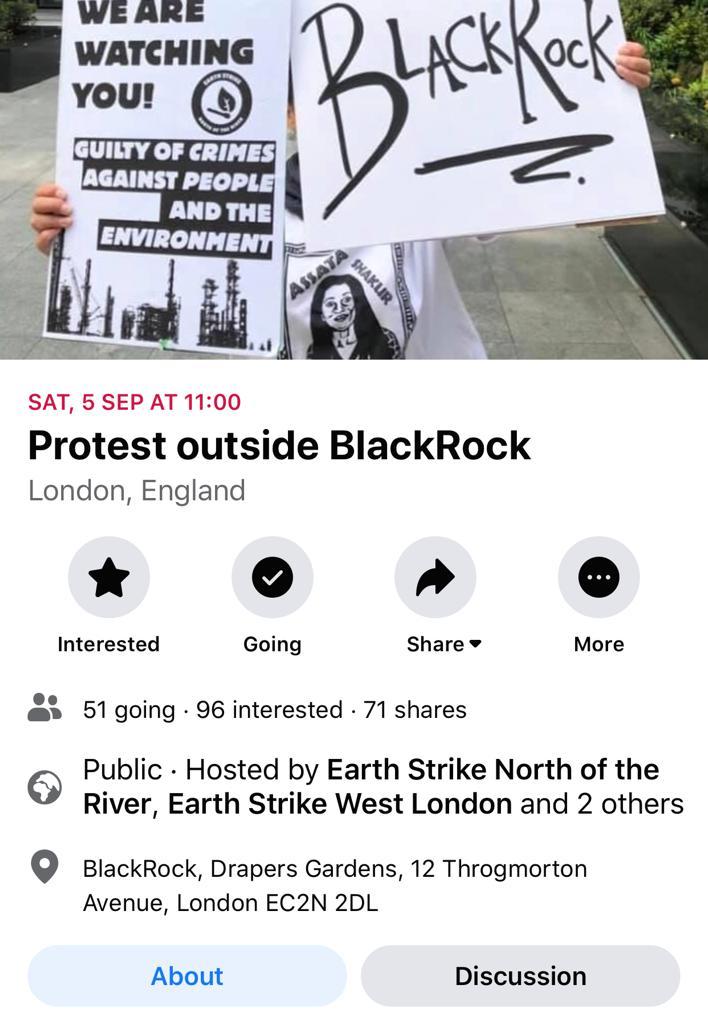 WE ARE
WATCHING
YOU!
EARTH STRIKE
NORTH OF THE RIVER
GUILTY OF CRIMES
AGAINST PEOPLE
AND THE
ENVIRONMENT
BLACKROCK
ASSATA SHAKUR
SAT, 5 SEP AT 11:00
Protest outside BlackRock
London, England
Interested
Going
Share
More
51 going · 96 interested · 71 shares
Public · Hosted by Earth Strike North of the
River, Earth Strike West London and 2 others
BlackRock, Drapers Gardens, 12 Throgmorton
Avenue, London EC2N 2DL
About
Discussion